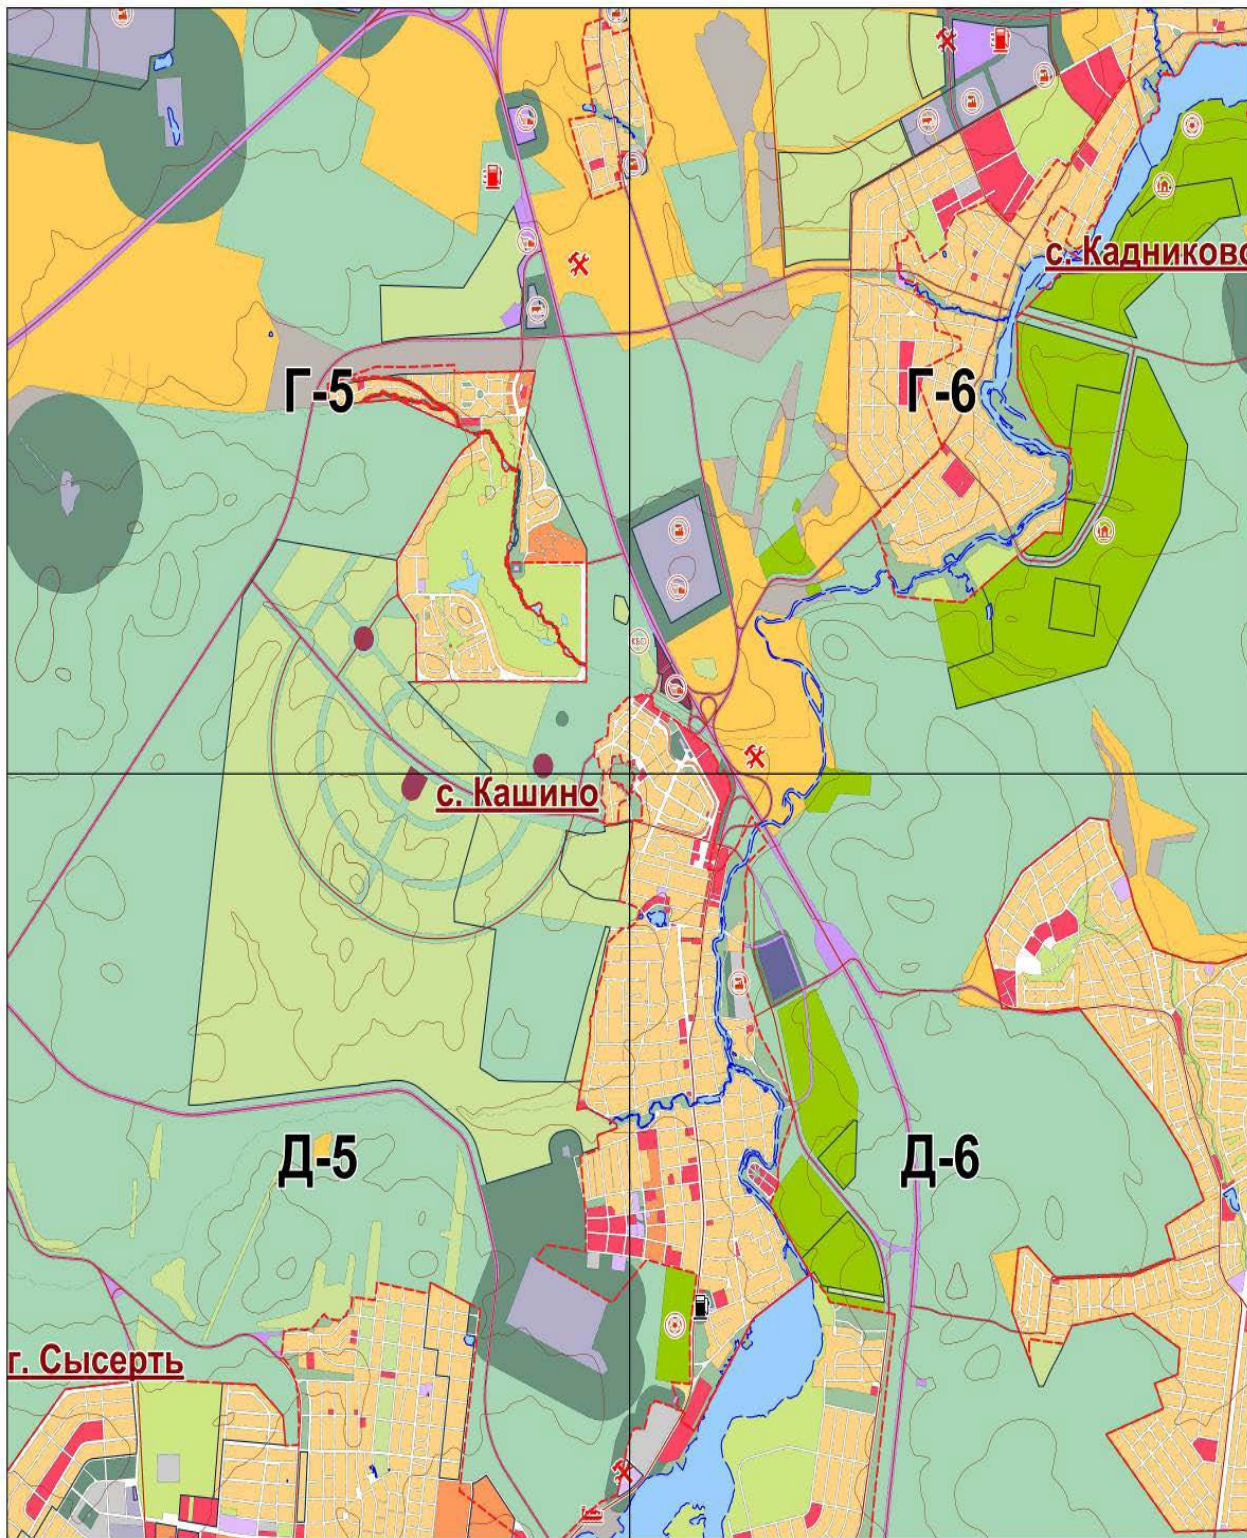 с. Кадниково
Г-5
Г-6
КБО
с. Кашино
Д-5
Д-6
г. Сысерть